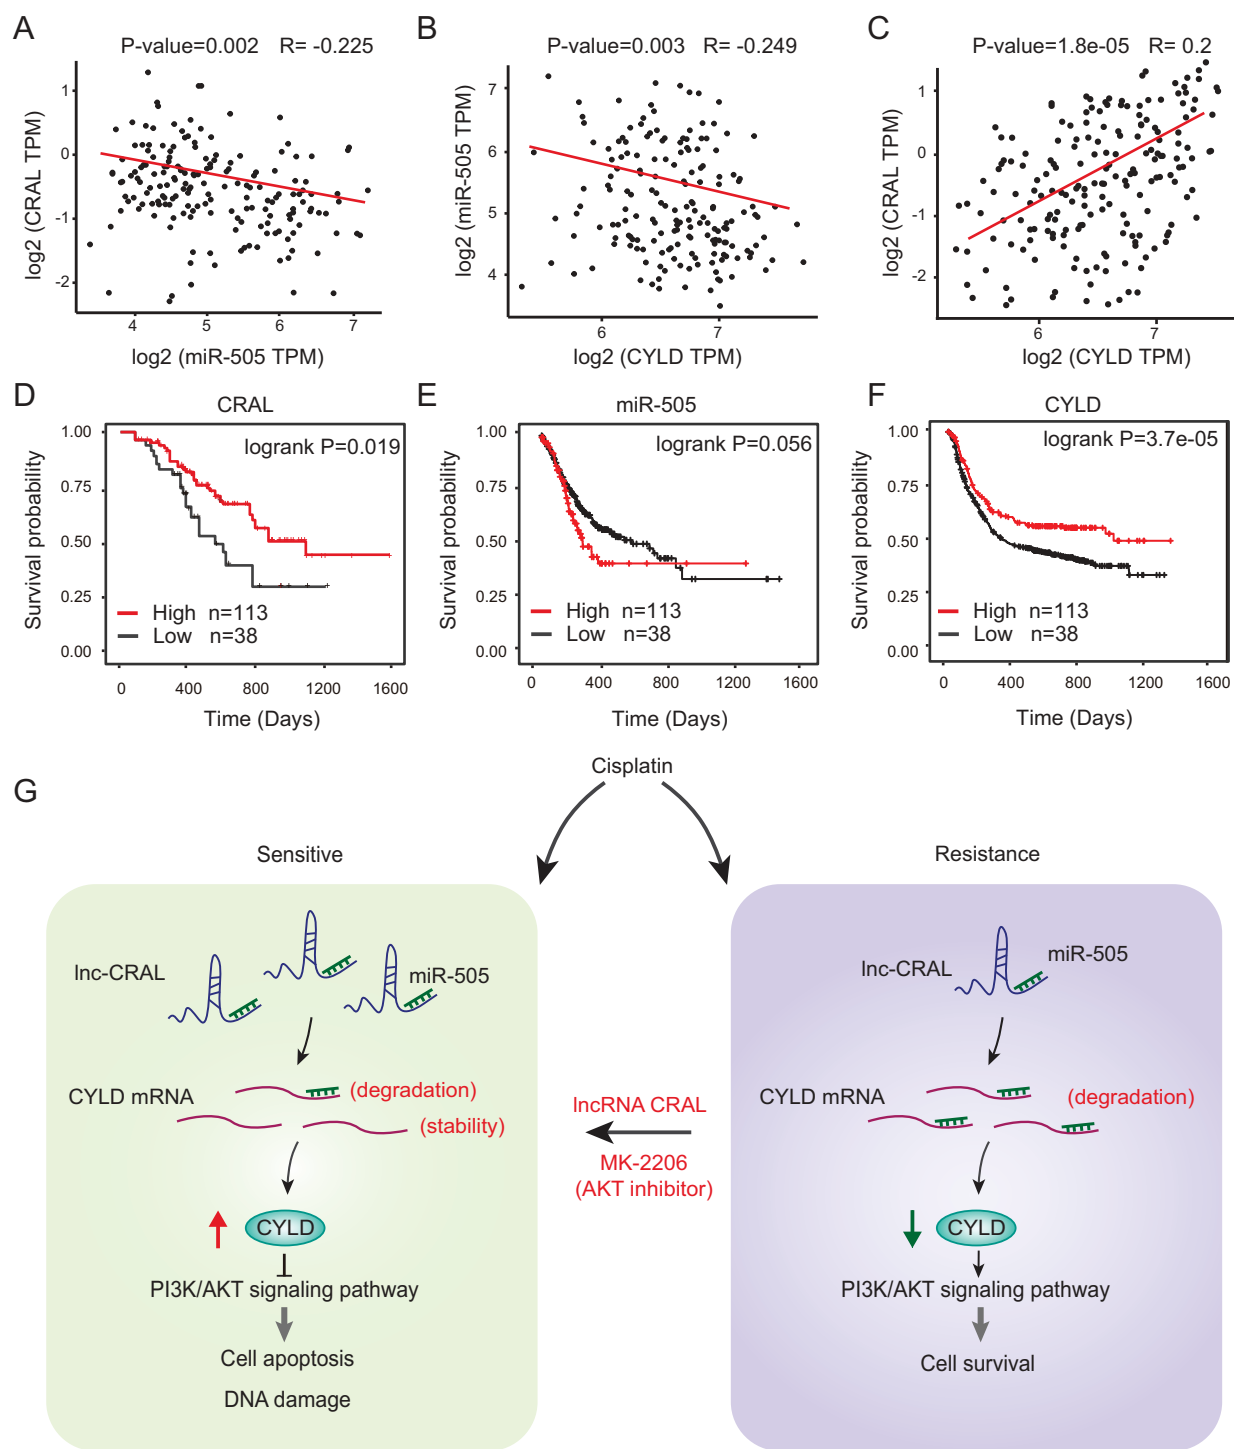 A
P-value=0.002 R= -0.225
log2 (CRAL TPM)
1
0
-1
-2
4 5 6 7
log2 (miR-505 TPM)
B
P-value=0.003 R= -0.249
log2 (miR-505 TPM)
7
6
5
4
6 7
log2 (CYLD TPM)
C
P-value=1.8e-05 R= 0.2
log2 (CRAL TPM)
1
0
-1
-2
6 7
log2 (CYLD TPM)
D
CRAL
logrank P=0.019
Survival probability
1.00
0.75
0.50
0.25
0.00
High n=113
Low n=38
0 400 800 1200 1600
Time (Days)
E
miR-505
logrank P=0.056
Survival probability
1.00
0.75
0.50
0.25
0.00
High n=113
Low n=38
0 400 800 1200 1600
Time (Days)
F
CYLD
logrank P=3.7e-05
Survival probability
1.00
0.75
0.50
0.25
0.00
High n=113
Low n=38
0 400 800 1200 1600
Time (Days)
G
Cisplatin
Sensitive
lnc-CRAL
miR-505
CYLD mRNA
(degradation)
(stability)
CYLD
PI3K/AKT signaling pathway
Cell apoptosis
DNA damage
lncRNA CRAL
MK-2206
(AKT inhibitor)
Resistance
lnc-CRAL
miR-505
CYLD mRNA
(degradation)
CYLD
PI3K/AKT signaling pathway
Cell survival